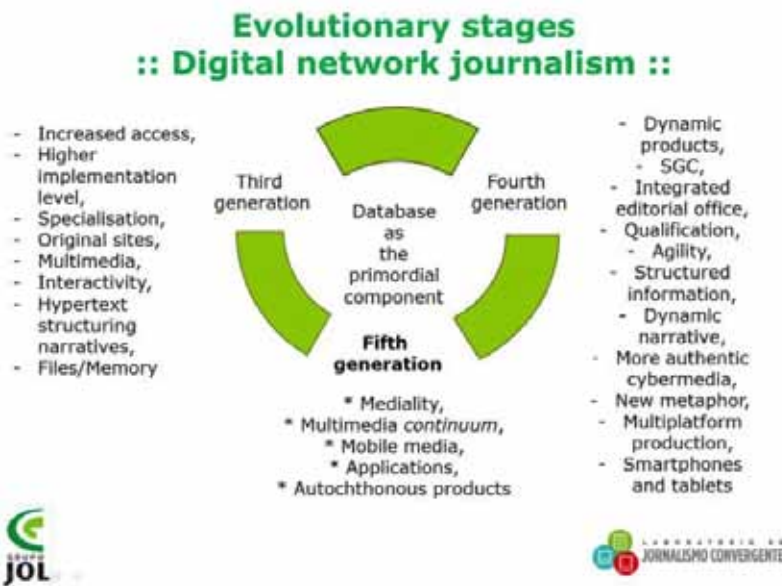 Evolutionary stages
:: Digital network journalism ::
- Increased access,
- Higher
implementation
level,
- Specialisation,
- Original sites,
- Multimedia,
- Interactivity,
- Hypertext
structuring
narratives,
- Files/Memory
Third
generation
Database
as
the
primordial
component
Fourth
generation
Fifth
generation
* Mediality,
* Multimedia continuum,
* Mobile media,
* Applications,
* Autochthonous products
- Dynamic
products,
- SGC,
- Integrated
editorial office,
- Qualification,
- Agility,
- Structured
information,
- Dynamic
narrative,
- More authentic
cybermedia,
- New metaphor,
- Multiplatform
production,
- Smartphones
and tablets
GRUPO
JOL
LABORATORIO DE
JORNALISMO CONVERGENTE